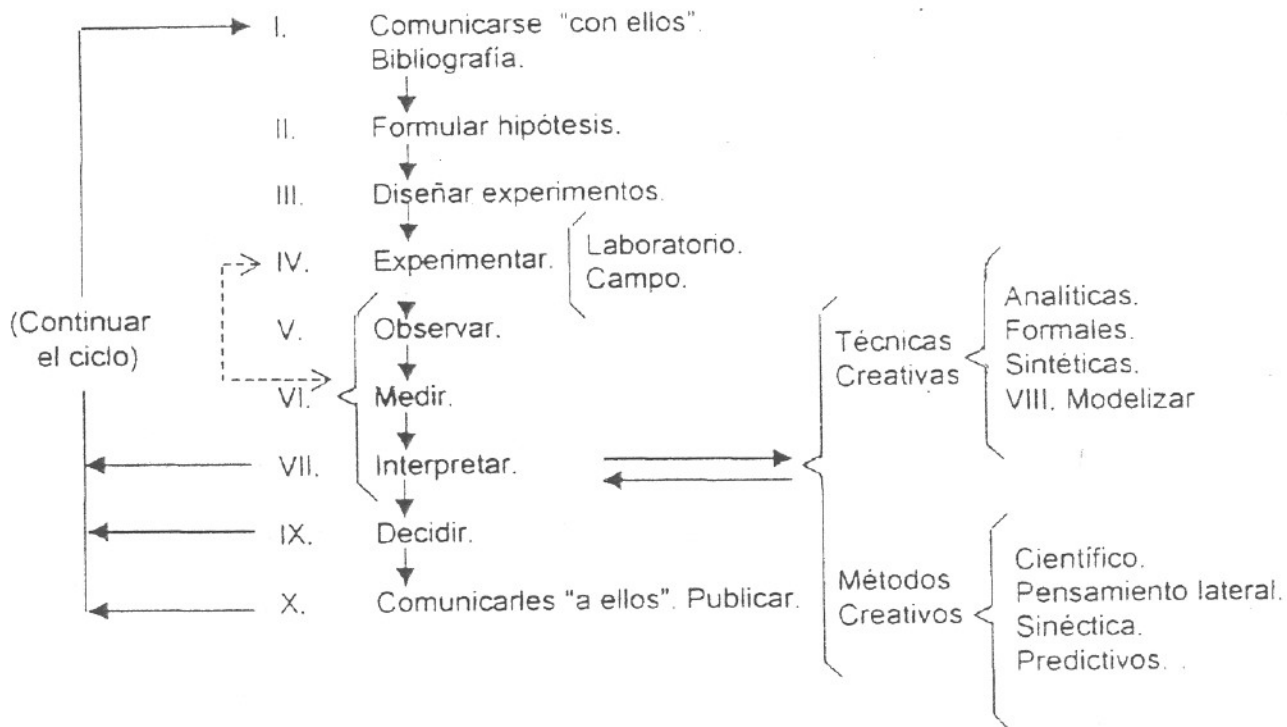 I. Comunicarse "con ellos".
Bibliografía.
II. Formular hipótesis.
III. Diseñar experimentos.
IV. Experimentar.
Laboratorio.
Campo.
V. Observar.
VI. Medir.
VII. Interpretar.
IX. Decidir.
X. Comunicarles "a ellos". Publicar.
(Continuar
el ciclo)
Técnicas
Creativas
Analíticas.
Formales.
Sintéticas.
VIII. Modelizar
Métodos
Creativos
Científico.
Pensamiento lateral.
Sinéctica.
Predictivos.